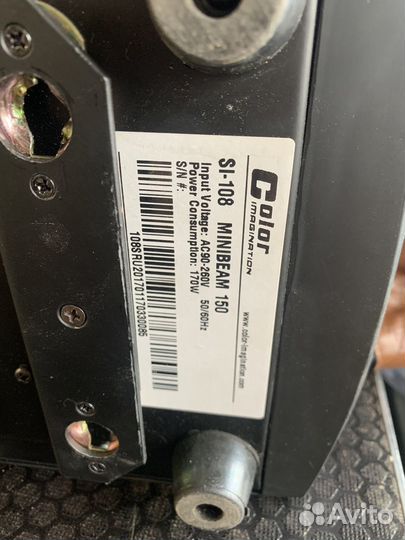 Color
IMAGINATION
www.color-imagination.com
SI-108 MINIBEAM 150
Input Voltage: AC90-260V 50/60Hz
Power Consumption: 170W
S/N #:
108SRU201701170330086
Avito